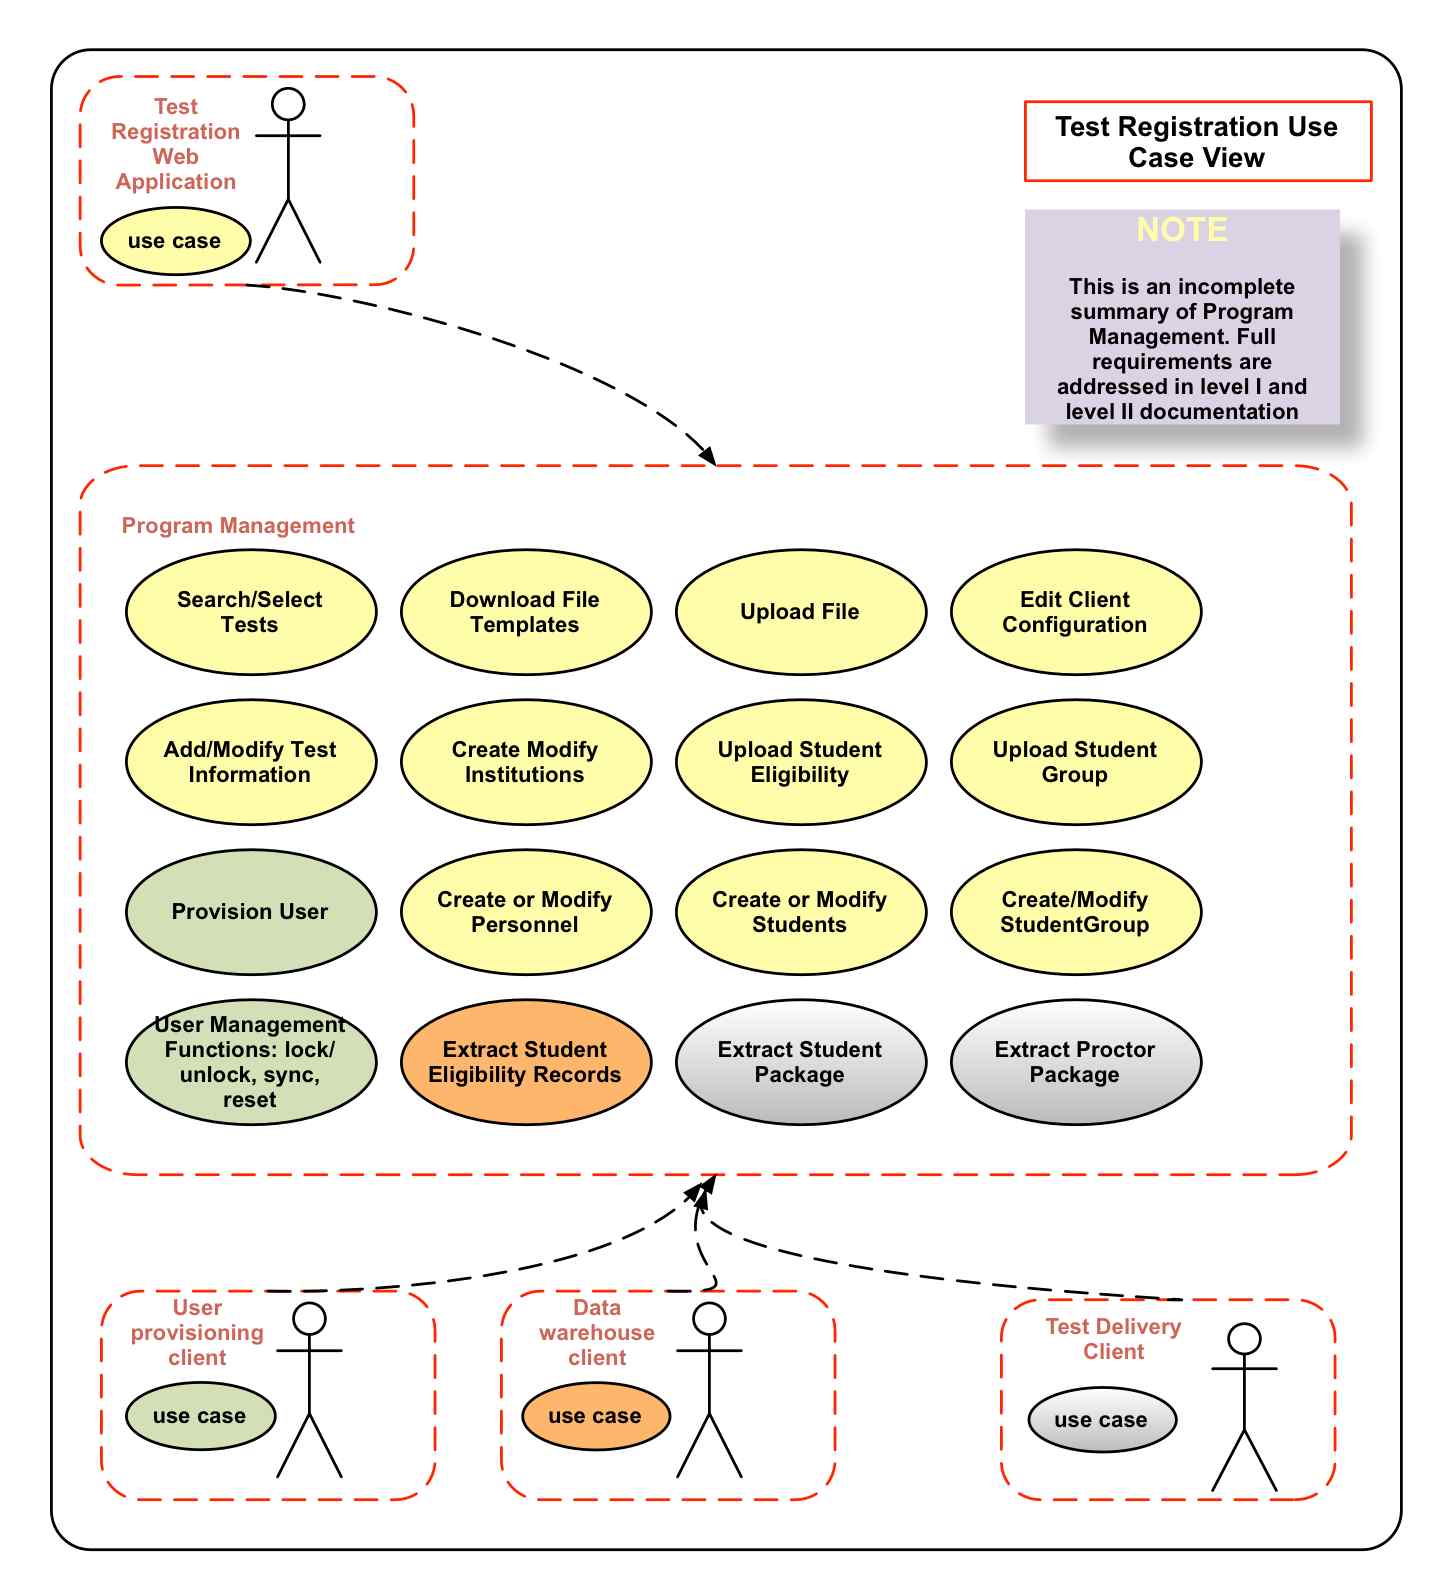 Test
Registration
Web
Application
use case
Test Registration Use
Case View
NOTE
This is an incomplete
summary of Program
Management. Full
requirements are
addressed in level I and
level II documentation
Program Management
Search/Select
Tests
Download File
Templates
Upload File
Edit Client
Configuration
Add/Modify Test
Information
Create Modify
Institutions
Upload Student
Eligibility
Upload Student
Group
Provision User
Create or Modify
Personnel
Create or Modify
Students
Create/Modify
StudentGroup
User Management
Functions: lock/
unlock, sync,
reset
Extract Student
Eligibility Records
Extract Student
Package
Extract Proctor
Package
User
provisioning
client
use case
Data
warehouse
client
use case
Test Delivery
Client
use case